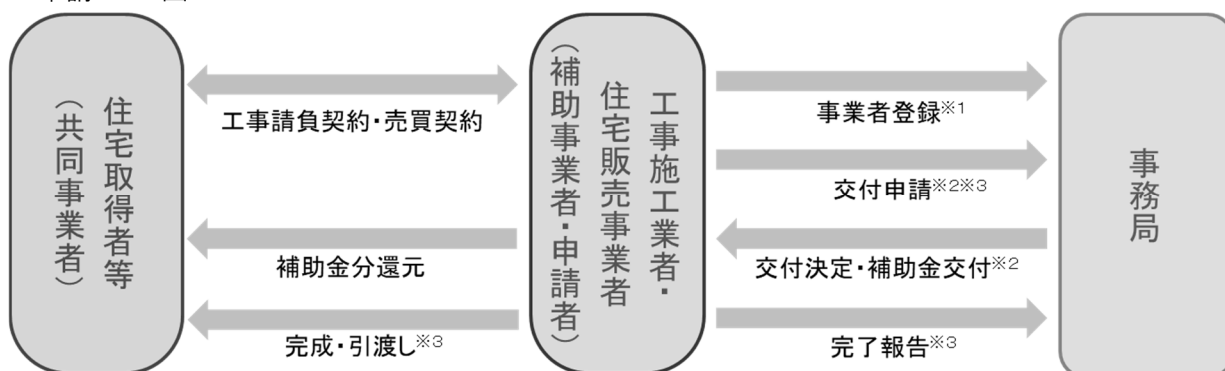 住宅取得者等
（共同事業者）
工事請負契約・売買契約
補助金分還元
完成・引渡し※3
工事施工業者・
住宅販売事業者
（補助事業者・申請者）
事業者登録※1
交付申請※2※3
交付決定・補助金交付※2
完了報告※3
事務局